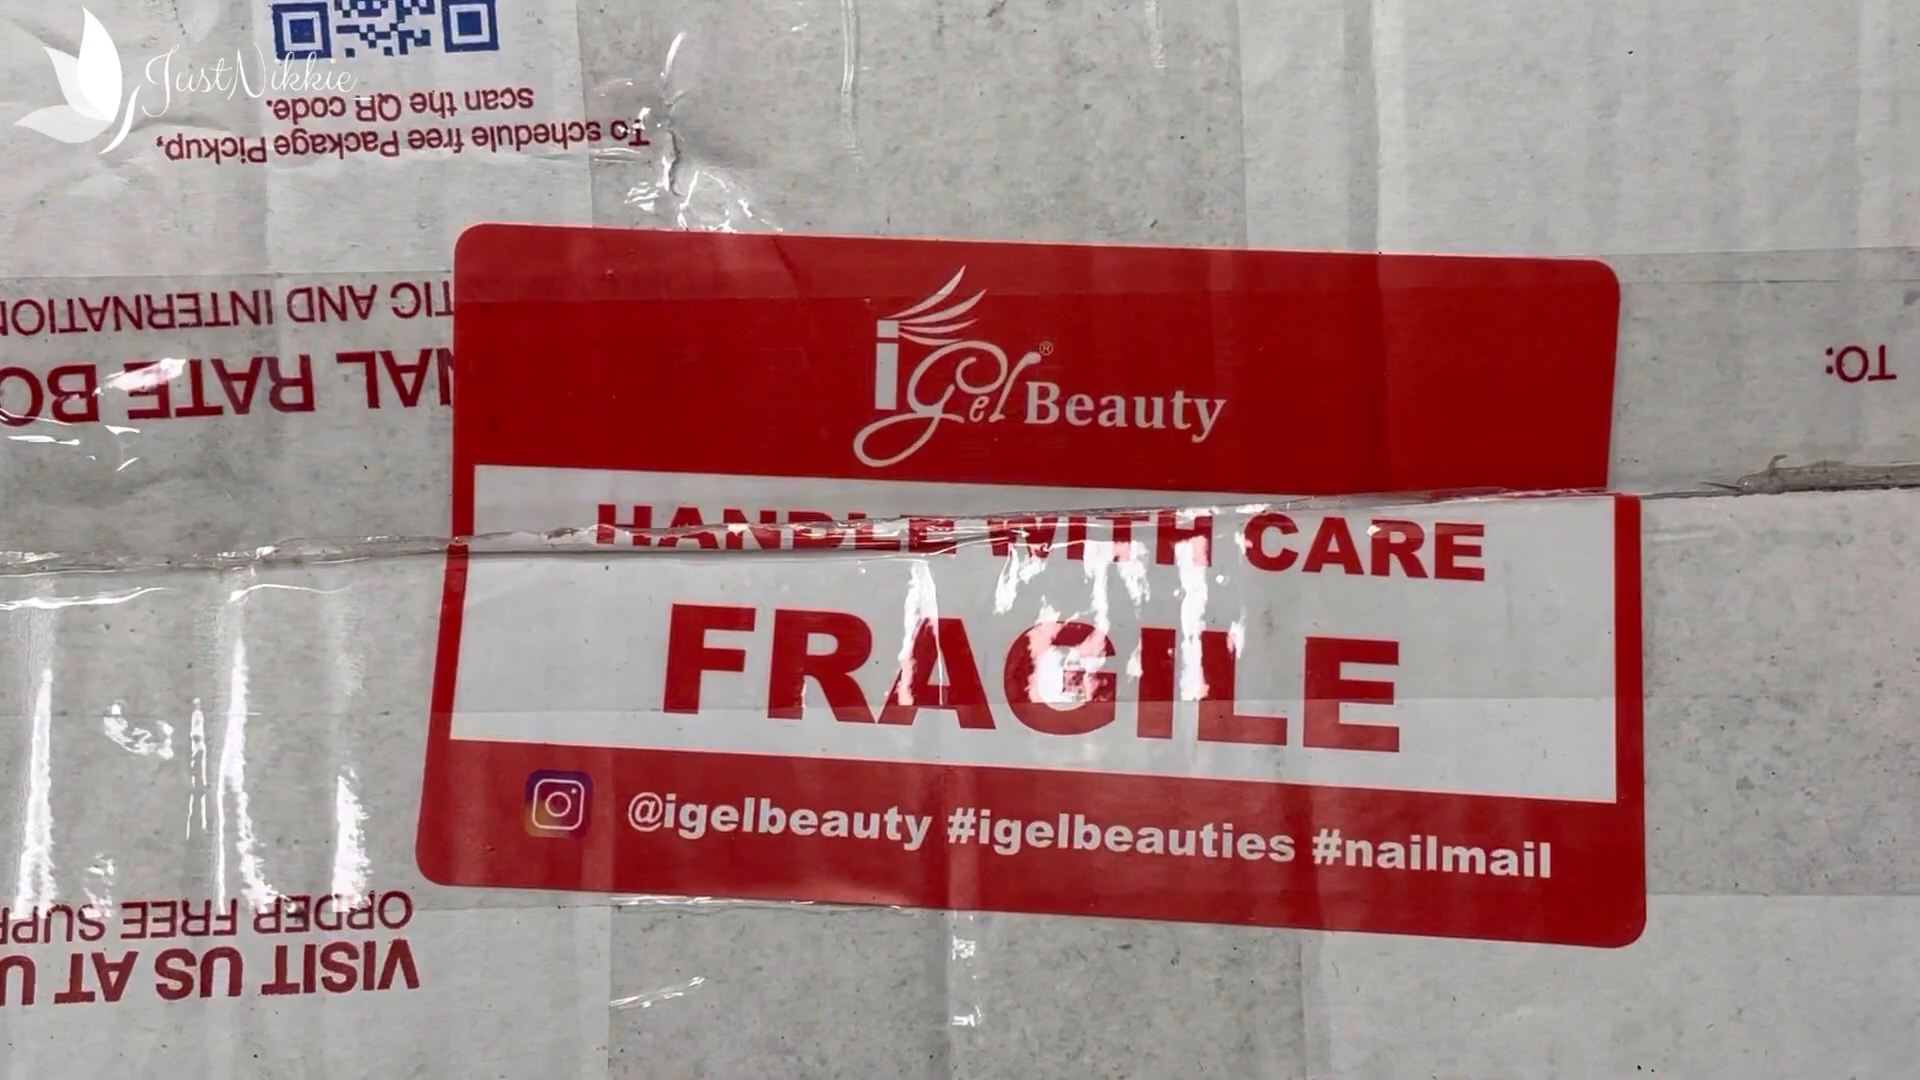 JustNikkie
To schedule free Package Pickup,
scan the QR code.
TIC AND INTERNATION
NAL RATE BO
TO:
iGel Beauty®
HANDLE WITH CARE
FRAGILE
@igelbeauty #igelbeauties #nailmail
VISIT US AT U
ORDER FREE SUPP